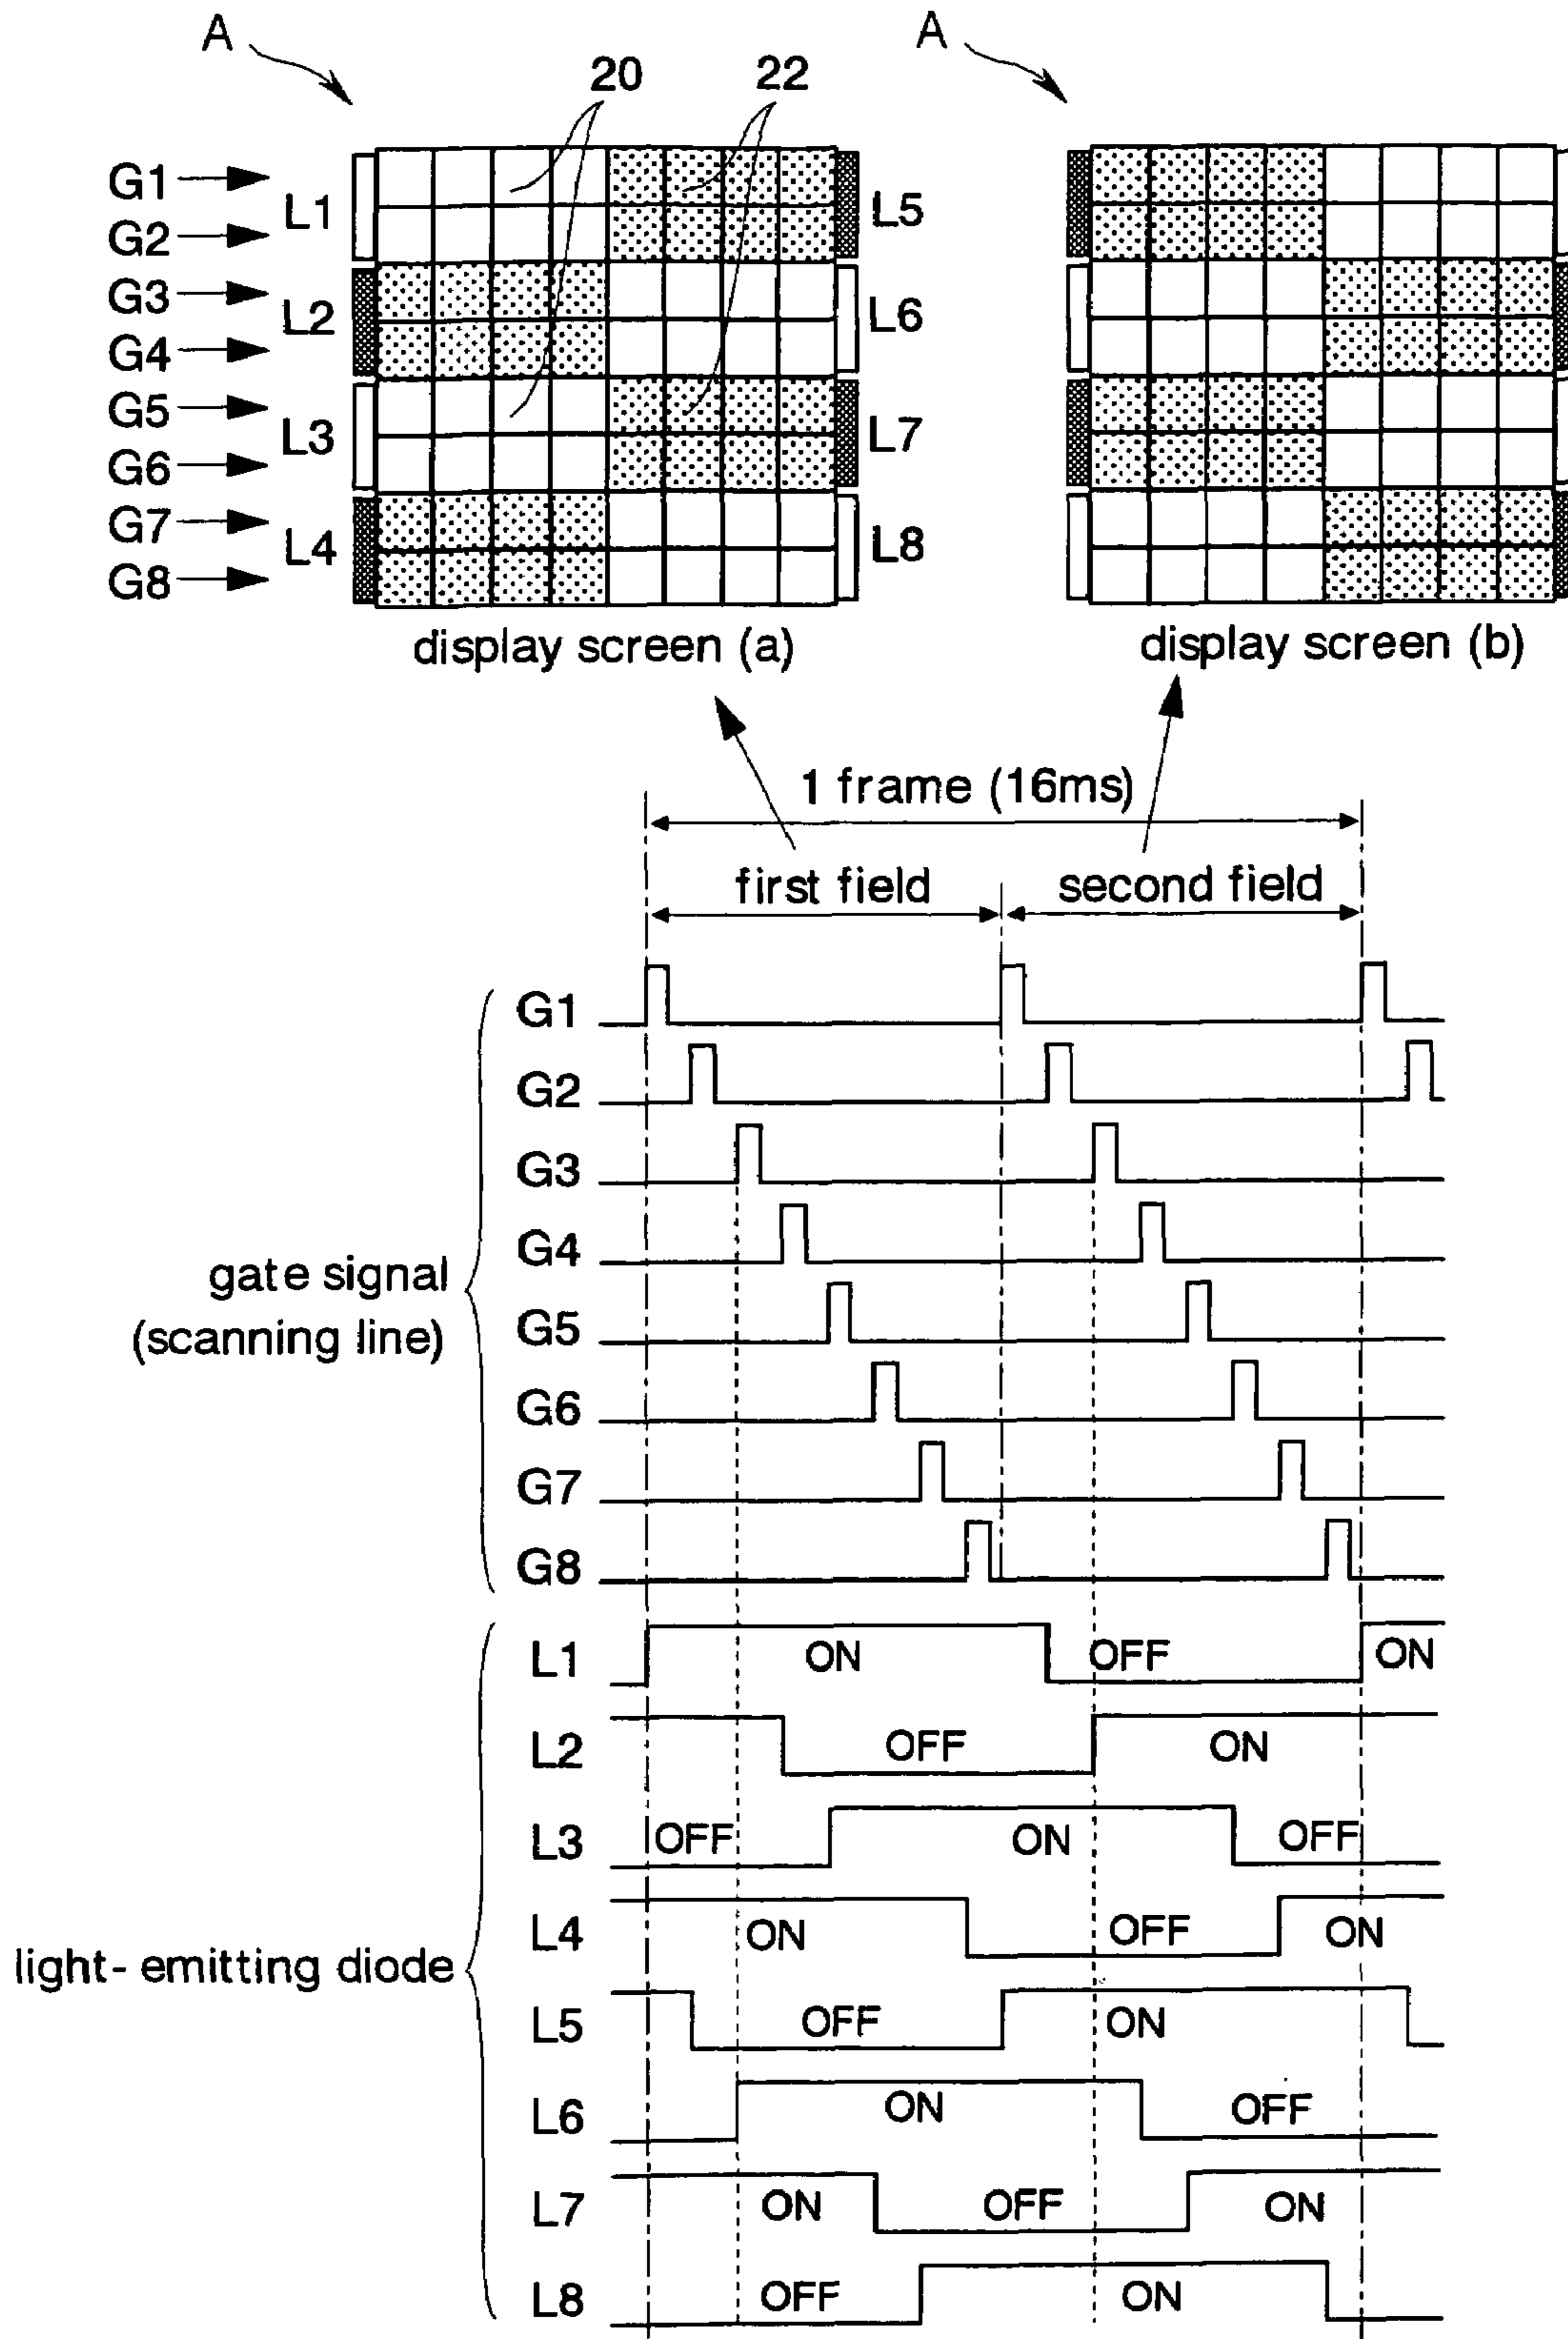 A
A
20
22
G1
G2
G3
G4
G5
G6
G7
G8
L1
L2
L3
L4
L5
L6
L7
L8
display screen (a)
display screen (b)
1 frame (16ms)
first field
second field
gate signal
(scanning line)
G1
G2
G3
G4
G5
G6
G7
G8
light-emitting diode
L1 ON OFF ON
L2 OFF ON
L3 OFF ON OFF
L4 ON OFF ON
L5 OFF ON
L6 ON OFF
L7 ON OFF ON
L8 OFF ON